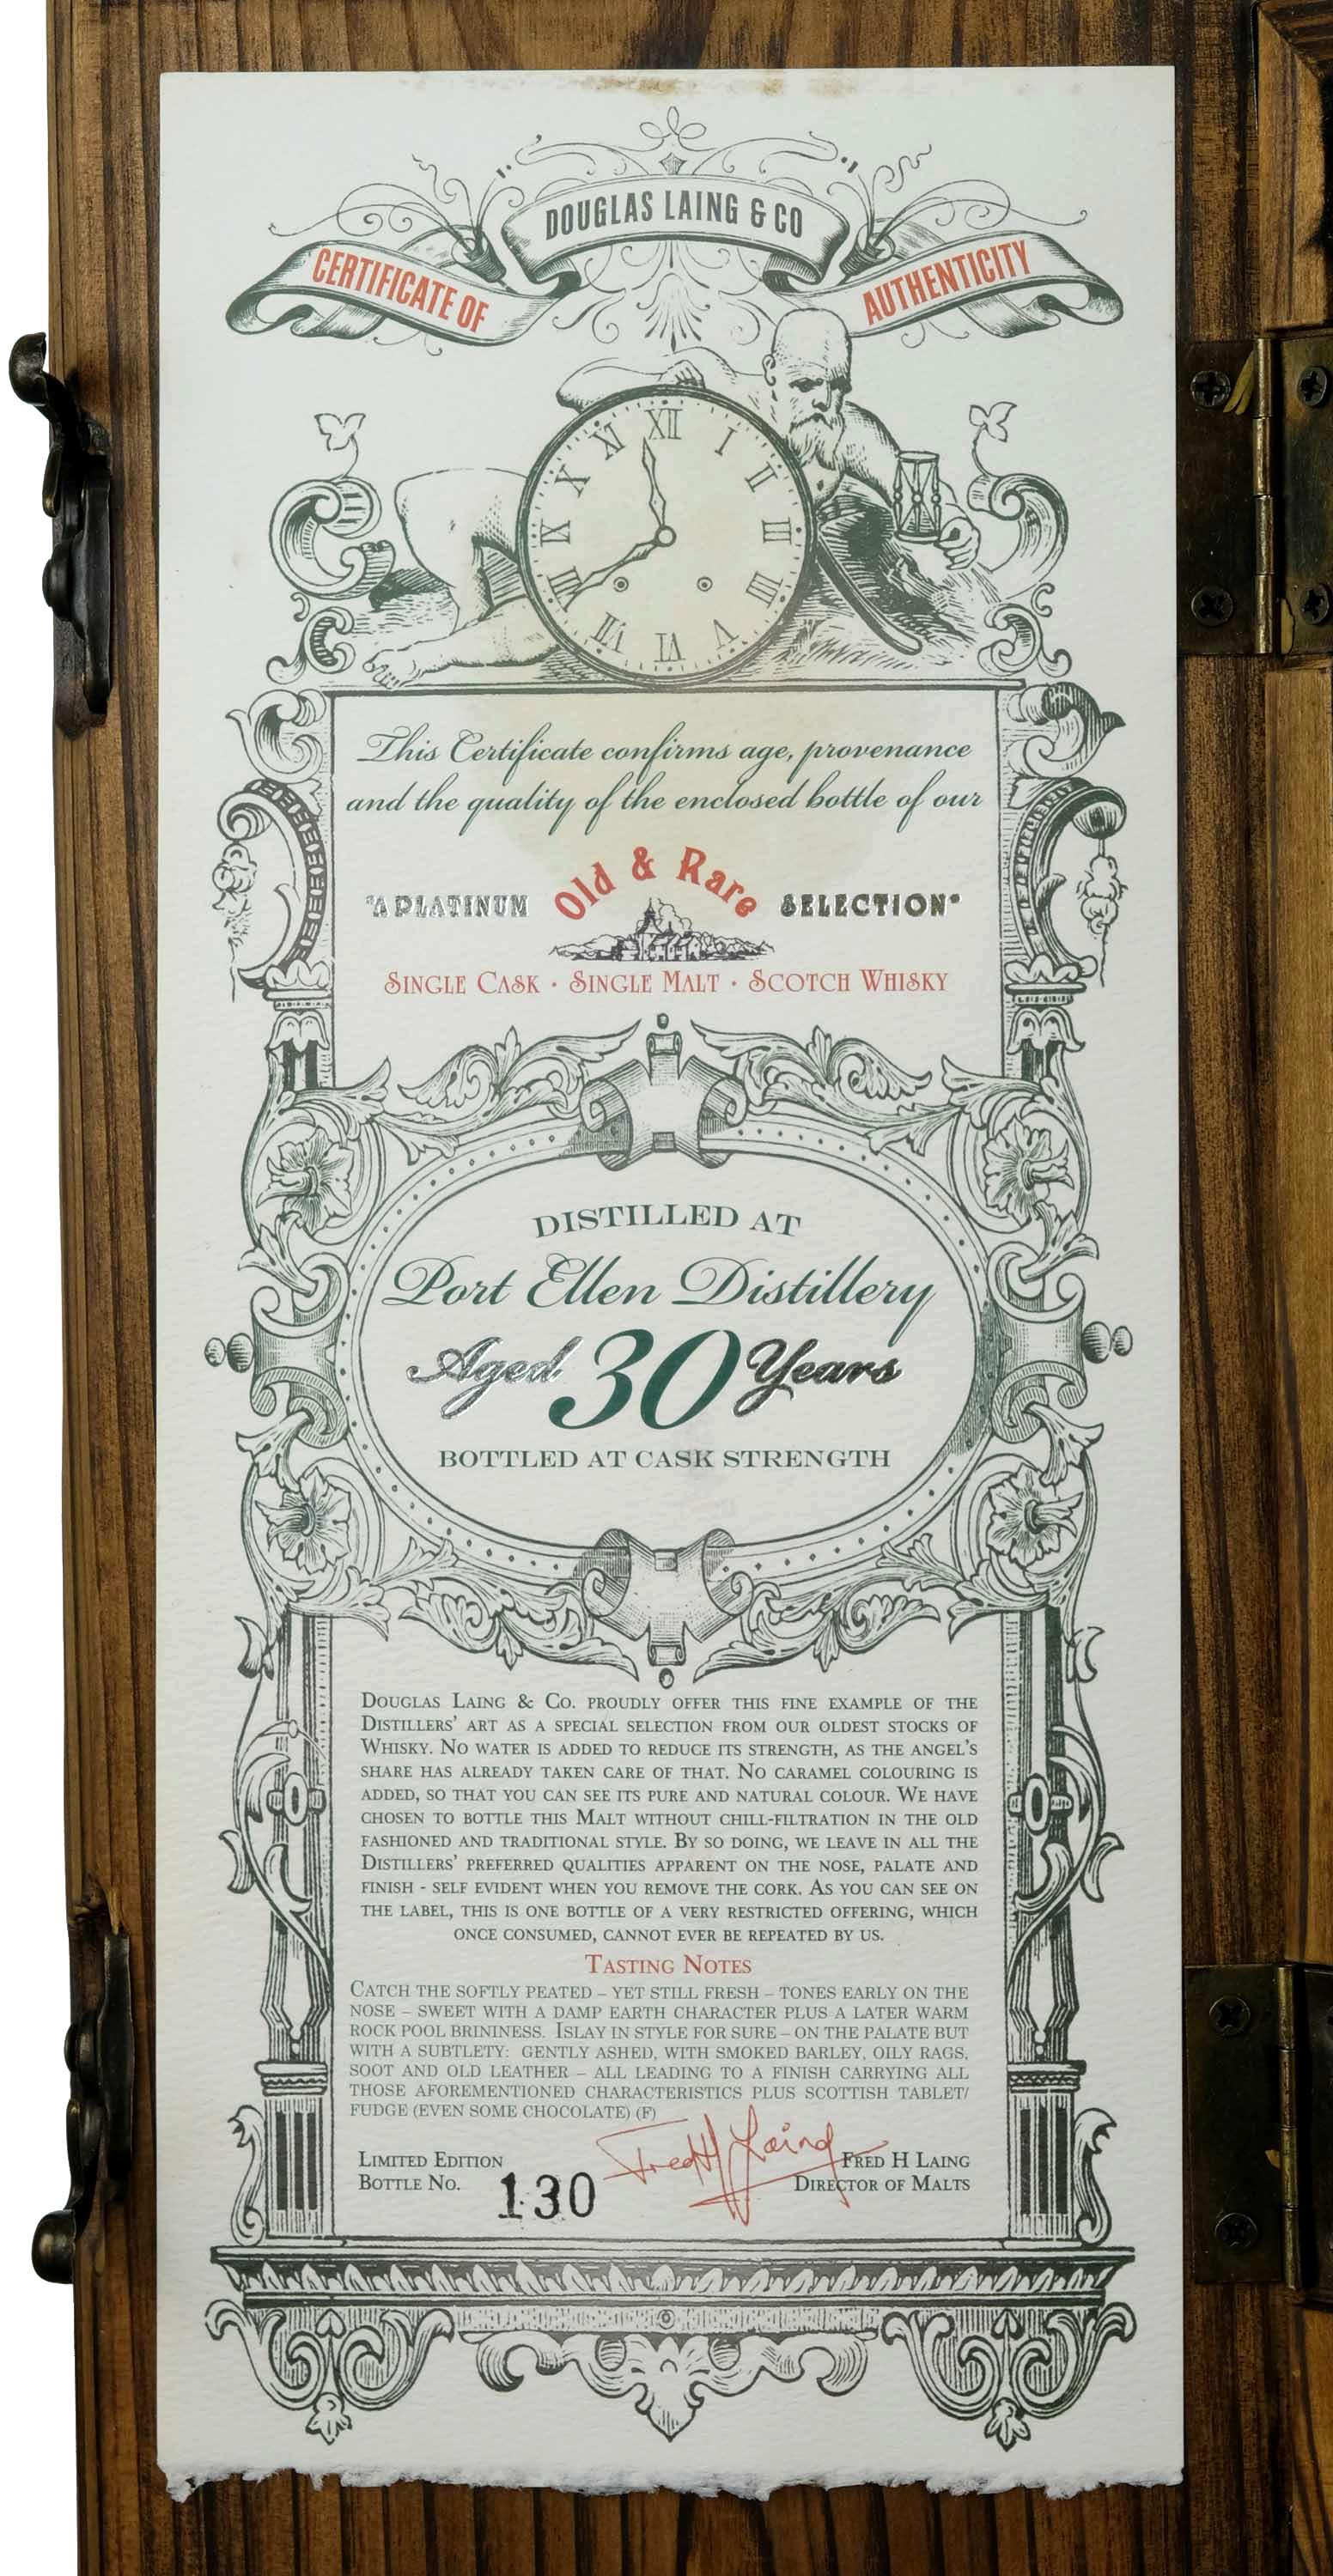 DOUGLAS LAING & CO
CERTIFICATE OF
AUTHENTICITY
XII
I
II
III
IIII
V
VI
VII
VIII
IX
X
XI
This Certificate confirms age, provenance
and the quality of the enclosed bottle of our
"A PLATINUM Old & Rare SELECTION"
SINGLE CASK · SINGLE MALT · SCOTCH WHISKY
DISTILLED AT
Port Ellen Distillery
Aged 30 Years
BOTTLED AT CASK STRENGTH
DOUGLAS LAING & CO. PROUDLY OFFER THIS FINE EXAMPLE OF THE
DISTILLERS' ART AS A SPECIAL SELECTION FROM OUR OLDEST STOCKS OF
WHISKY. NO WATER IS ADDED TO REDUCE ITS STRENGTH, AS THE ANGEL'S
SHARE HAS ALREADY TAKEN CARE OF THAT. NO CARAMEL COLOURING IS
ADDED, SO THAT YOU CAN SEE ITS PURE AND NATURAL COLOUR. WE HAVE
CHOSEN TO BOTTLE THIS MALT WITHOUT CHILL-FILTRATION IN THE OLD
FASHIONED AND TRADITIONAL STYLE. BY SO DOING, WE LEAVE IN ALL THE
DISTILLERS' PREFERRED QUALITIES APPARENT ON THE NOSE, PALATE AND
FINISH - SELF EVIDENT WHEN YOU REMOVE THE CORK. AS YOU CAN SEE ON
THE LABEL, THIS IS ONE BOTTLE OF A VERY RESTRICTED OFFERING, WHICH
ONCE CONSUMED, CANNOT EVER BE REPEATED BY US.
TASTING NOTES
CATCH THE SOFTLY PEATED – YET STILL FRESH – TONES EARLY ON THE
NOSE – SWEET WITH A DAMP EARTH CHARACTER PLUS A LATER WARM
ROCK POOL BRININESS. ISLAY IN STYLE FOR SURE – ON THE PALATE BUT
WITH A SUBTLETY: GENTLY ASHED, WITH SMOKED BARLEY, OILY RAGS,
SOOT AND OLD LEATHER – ALL LEADING TO A FINISH CARRYING ALL
THOSE AFOREMENTIONED CHARACTERISTICS PLUS SCOTTISH TABLET/
FUDGE (EVEN SOME CHOCOLATE) (F)
LIMITED EDITION
BOTTLE NO. 130
Fred H Laing
FRED H LAING
DIRECTOR OF MALTS